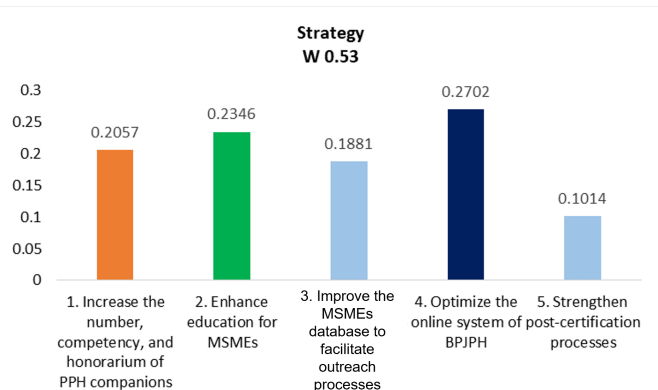 Strategy
W 0.53
0.3
0.25
0.2
0.15
0.1
0.05
0
0.2057
0.2346
0.1881
0.2702
0.1014
1. Increase the
number,
competency, and
honorarium of
PPH companions
2. Enhance
education for
MSMEs
3. Improve the
MSMEs
database to
facilitate
outreach
processes
4. Optimize the
online system of
BPJPH
5. Strengthen
post-certification
processes